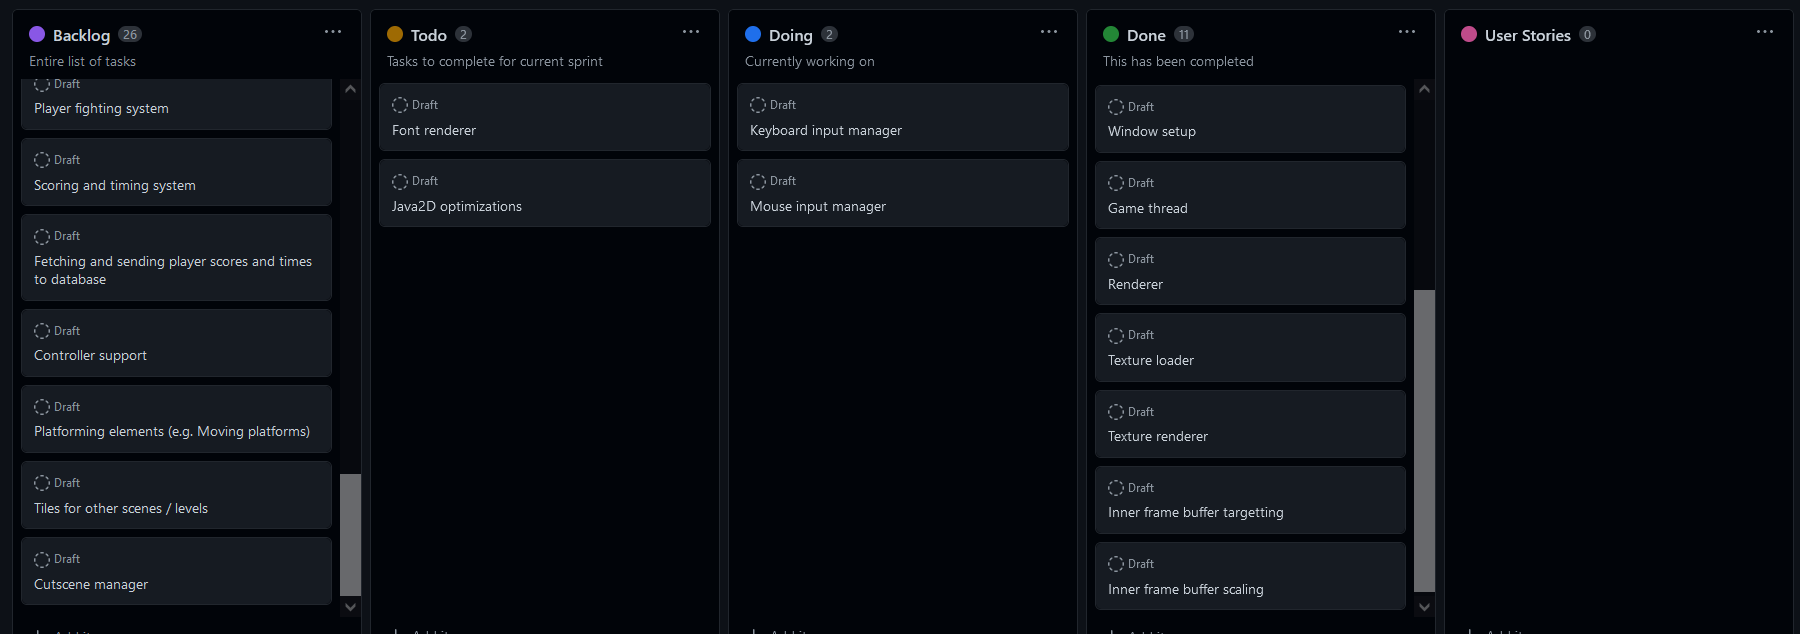 Backlog 26
Entire list of tasks
Draft
Player fighting system
Draft
Scoring and timing system
Draft
Fetching and sending player scores and times
to database
Draft
Controller support
Draft
Platforming elements (e.g. Moving platforms)
Draft
Tiles for other scenes / levels
Draft
Cutscene manager
Todo 2
Tasks to complete for current sprint
Draft
Font renderer
Draft
Java2D optimizations
Doing 2
Currently working on
Draft
Keyboard input manager
Draft
Mouse input manager
Done 11
This has been completed
Draft
Window setup
Draft
Game thread
Draft
Renderer
Draft
Texture loader
Draft
Texture renderer
Draft
Inner frame buffer targetting
Draft
Inner frame buffer scaling
User Stories 0